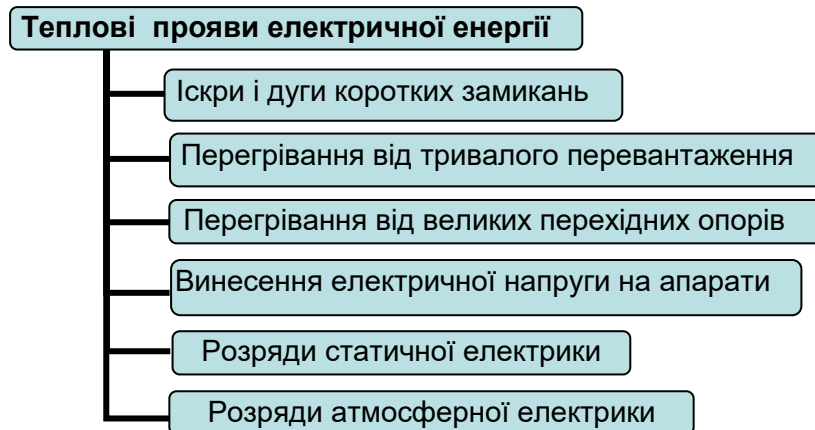 Теплові прояви електричної енергії
Іскри і дуги коротких замикань
Перегрівання від тривалого перевантаження
Перегрівання від великих перехідних опорів
Винесення електричної напруги на апарати
Розряди статичної електрики
Розряди атмосферної електрики